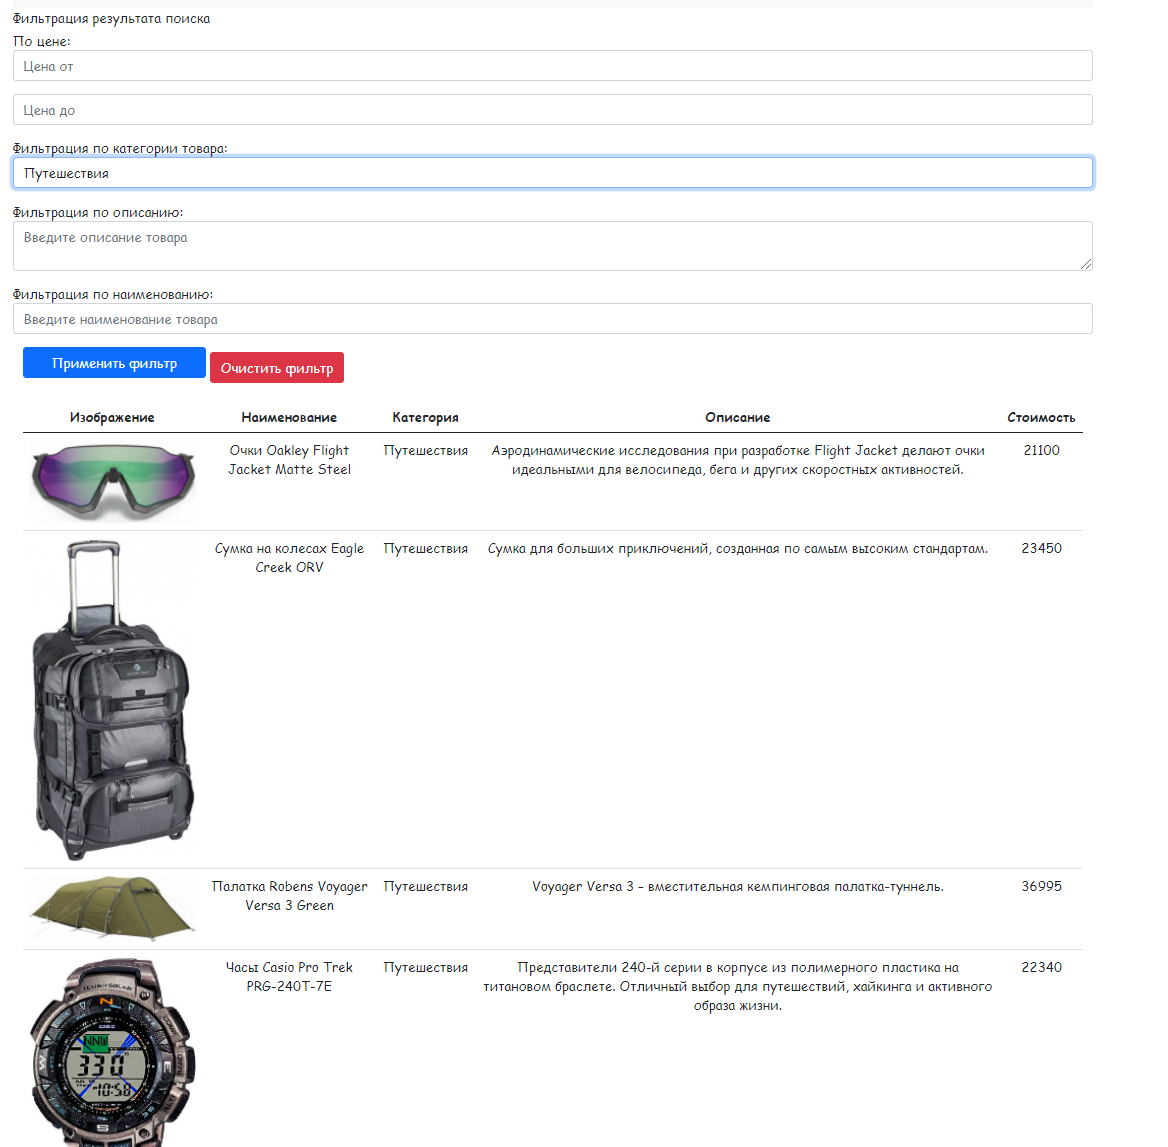 Фильтрация результата поиска
По цене:
Цена от
Цена до
Фильтрация по категории товара:
Путешествия
Фильтрация по описанию:
Введите описание товара
Фильтрация по наименованию:
Введите наименование товара
Применить фильтр Очистить фильтр
Изображение Наименование Категория Описание Стоимость
Очки Oakley Flight Путешествия Аэродинамические исследования при разработке Flight Jacket делают очки 21100
Jacket Matte Steel идеальными для велосипеда, бега и других скоростных активностей.
Сумка на колесах Eagle Путешествия Сумка для больших приключений, созданная по самым высоким стандартам. 23450
Creek ORV
Палатка Robens Voyager Путешествия Voyager Versa 3 - вместительная кемпинговая палатка-туннель. 36995
Versa 3 Green
Часы Casio Pro Trek Путешествия Представители 240-й серии в корпусе из полимерного пластика на 22340
PRG-240T-7E титановом браслете. Отличный выбор для путешествий, хайкинга и активного
образа жизни.
N
CASIO
NNW
330
10:58
W
E
S